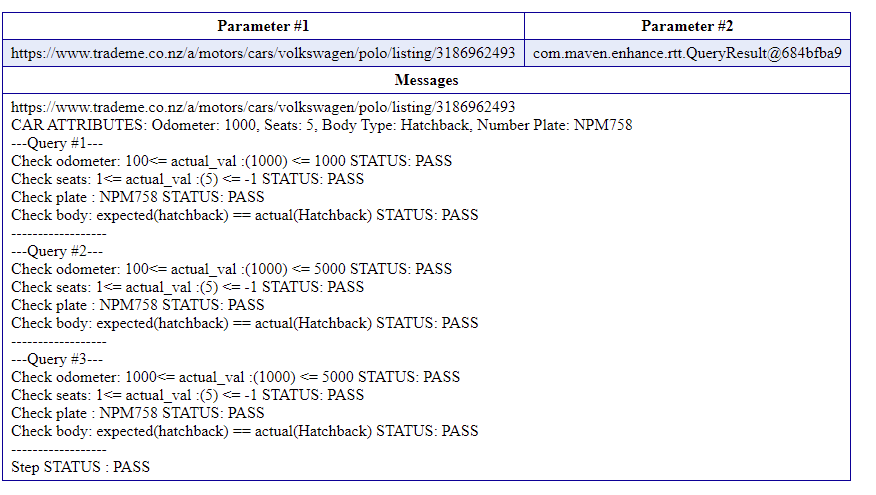 Parameter #1 Parameter #2
https://www.trademe.co.nz/a/motors/cars/volkswagen/polo/listing/3186962493 com.maven.enhance.rtt.QueryResult@684bfba9
Messages
https://www.trademe.co.nz/a/motors/cars/volkswagen/polo/listing/3186962493
CAR ATTRIBUTES: Odometer: 1000, Seats: 5, Body Type: Hatchback, Number Plate: NPM758
---Query #1---
Check odometer: 100<= actual_val :(1000) <= 1000 STATUS: PASS
Check seats: 1<= actual_val :(5) <= -1 STATUS: PASS
Check plate : NPM758 STATUS: PASS
Check body: expected(hatchback) == actual(Hatchback) STATUS: PASS
------------------
---Query #2---
Check odometer: 100<= actual_val :(1000) <= 5000 STATUS: PASS
Check seats: 1<= actual_val :(5) <= -1 STATUS: PASS
Check plate : NPM758 STATUS: PASS
Check body: expected(hatchback) == actual(Hatchback) STATUS: PASS
------------------
---Query #3---
Check odometer: 1000<= actual_val :(1000) <= 5000 STATUS: PASS
Check seats: 1<= actual_val :(5) <= -1 STATUS: PASS
Check plate : NPM758 STATUS: PASS
Check body: expected(hatchback) == actual(Hatchback) STATUS: PASS
------------------
Step STATUS : PASS